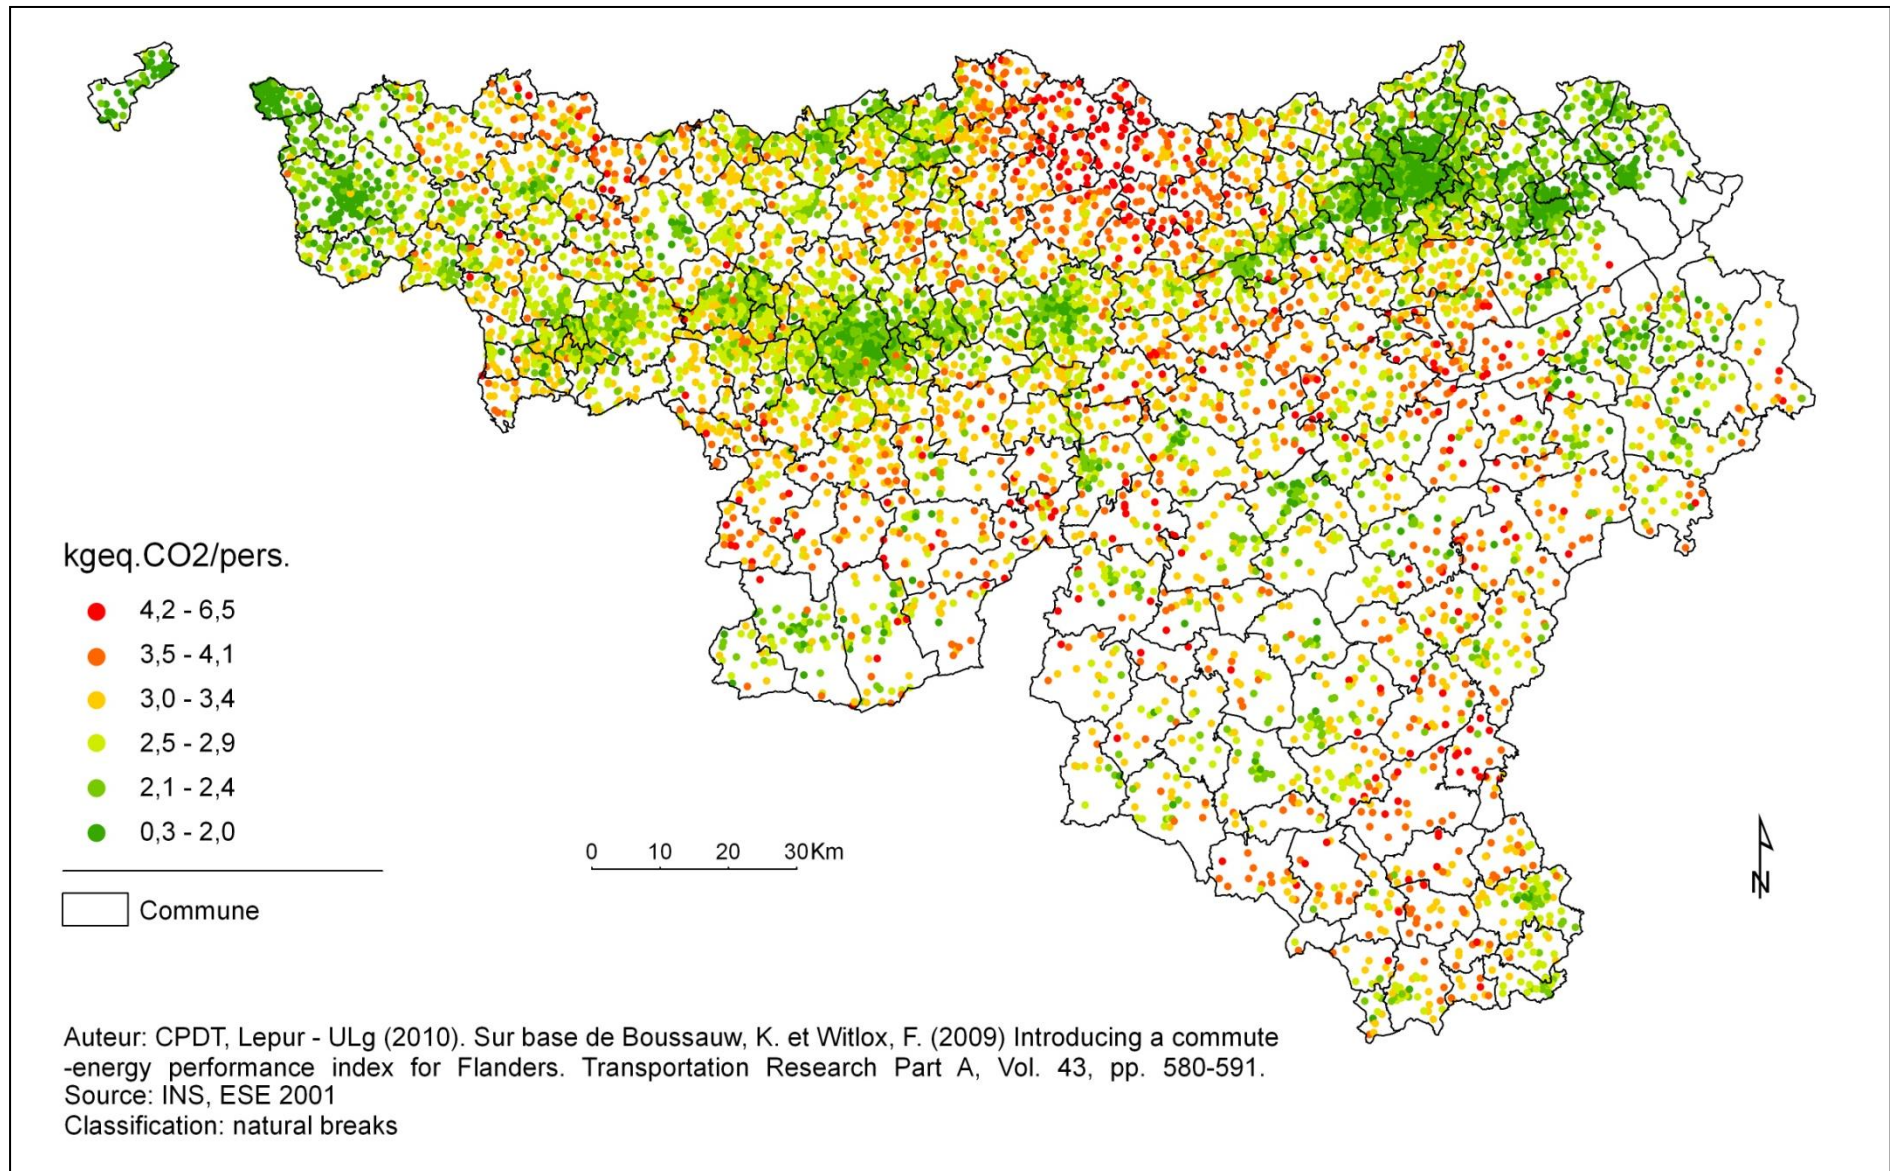 kgeq.CO2/pers.
4,2 - 6,5
3,5 - 4,1
3,0 - 3,4
2,5 - 2,9
2,1 - 2,4
0,3 - 2,0
Commune
0 10 20 30Km
N
Auteur: CPDT, Lepur - ULg (2010). Sur base de Boussauw, K. et Witlox, F. (2009) Introducing a commute
-energy performance index for Flanders. Transportation Research Part A, Vol. 43, pp. 580-591.
Source: INS, ESE 2001
Classification: natural breaks